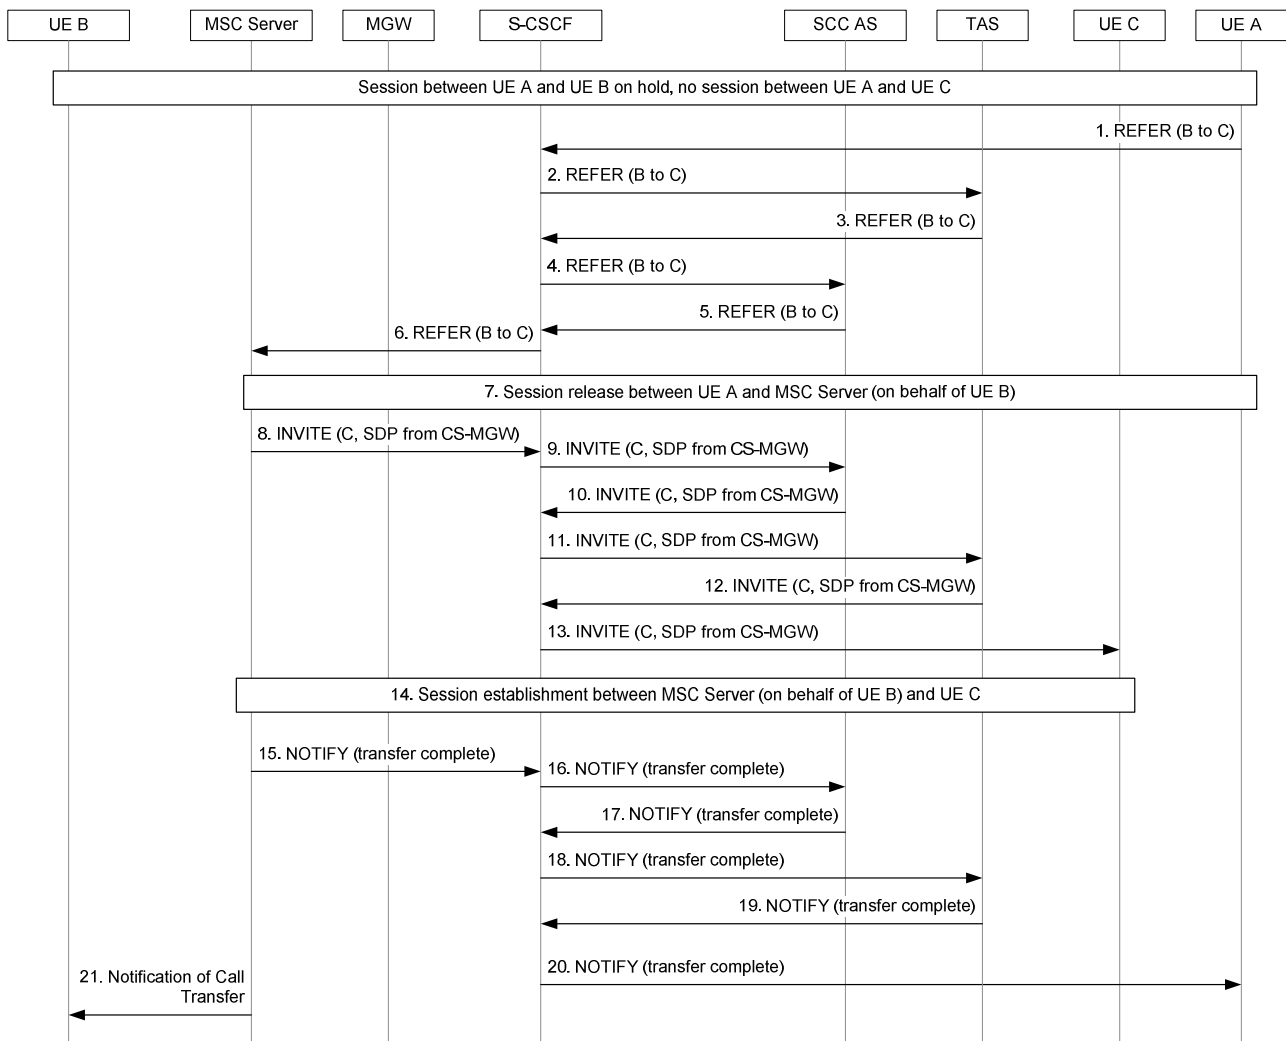 UE B
MSC Server
MGW
S-CSCF
SCC AS
TAS
UE C
UE A
Session between UE A and UE B on hold, no session between UE A and UE C
1. REFER (B to C)
2. REFER (B to C)
3. REFER (B to C)
4. REFER (B to C)
5. REFER (B to C)
6. REFER (B to C)
7. Session release between UE A and MSC Server (on behalf of UE B)
8. INVITE (C, SDP from CS-MGW)
9. INVITE (C, SDP from CS-MGW)
10. INVITE (C, SDP from CS-MGW)
11. INVITE (C, SDP from CS-MGW)
12. INVITE (C, SDP from CS-MGW)
13. INVITE (C, SDP from CS-MGW)
14. Session establishment between MSC Server (on behalf of UE B) and UE C
15. NOTIFY (transfer complete)
16. NOTIFY (transfer complete)
17. NOTIFY (transfer complete)
18. NOTIFY (transfer complete)
19. NOTIFY (transfer complete)
20. NOTIFY (transfer complete)
21. Notification of Call
Transfer